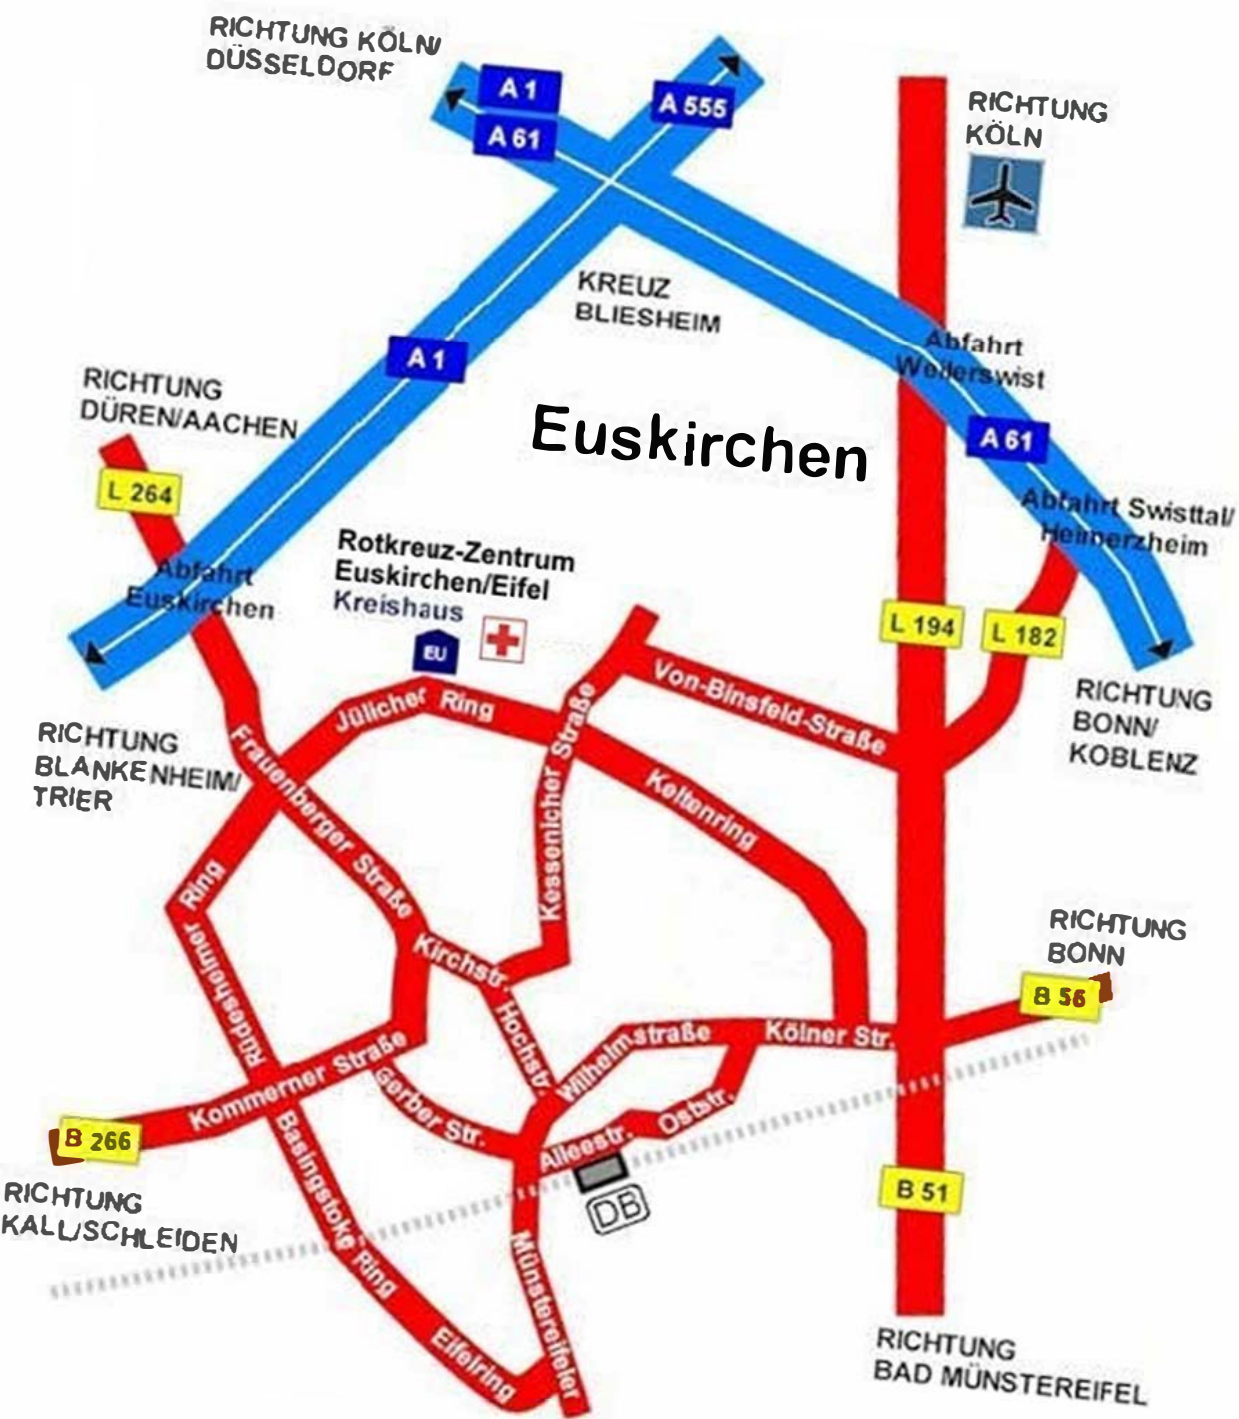 RICHTUNG KÖLN/
DÜSSELDORF
A 1
A 61
A 555
RICHTUNG
KÖLN
KREUZ
BLIESHEIM
A 1
Abfahrt
Weilerswist
A 61
RICHTUNG
DÜREN/AACHEN
L 264
Euskirchen
Abfahrt Swisttal/
Heimerzheim
Abfahrt
Euskirchen
Rotkreuz-Zentrum
Euskirchen/Eifel
Kreishaus
EU
L 194
L 182
RICHTUNG
BONN/
KOBLENZ
RICHTUNG
BLANKENHEIM/
TRIER
Jülicher Ring
Von-Binsfeld-Straße
Frauenberger Straße
Kessenicher Straße
Keltenring
Rüdesheimer Ring
Kirchstr.
RICHTUNG
BONN
B 56
Hochstr.
Wilhelmstraße
Kölner Str.
Kommerner Straße
Gerber Str.
Oststr.
Alleestr.
B 266
RICHTUNG
KALL/SCHLEIDEN
Basingstoke Ring
DB
B 51
Münstereifeler
Eifelring
RICHTUNG
BAD MÜNSTEREIFEL